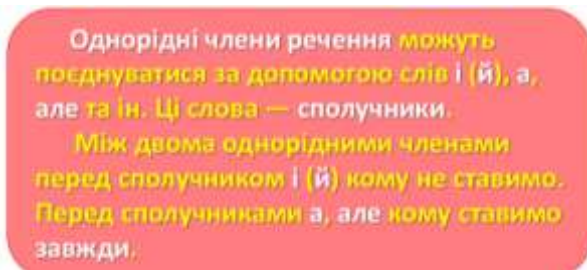 Однорідні члени речення можуть
поєднуватися за допомогою слів і (й), а,
але та ін. Ці слова — сполучники.
Між двома однорідними членами
перед сполучником і (й) кому не ставимо.
Перед сполучниками а, але кому ставимо
завжди.